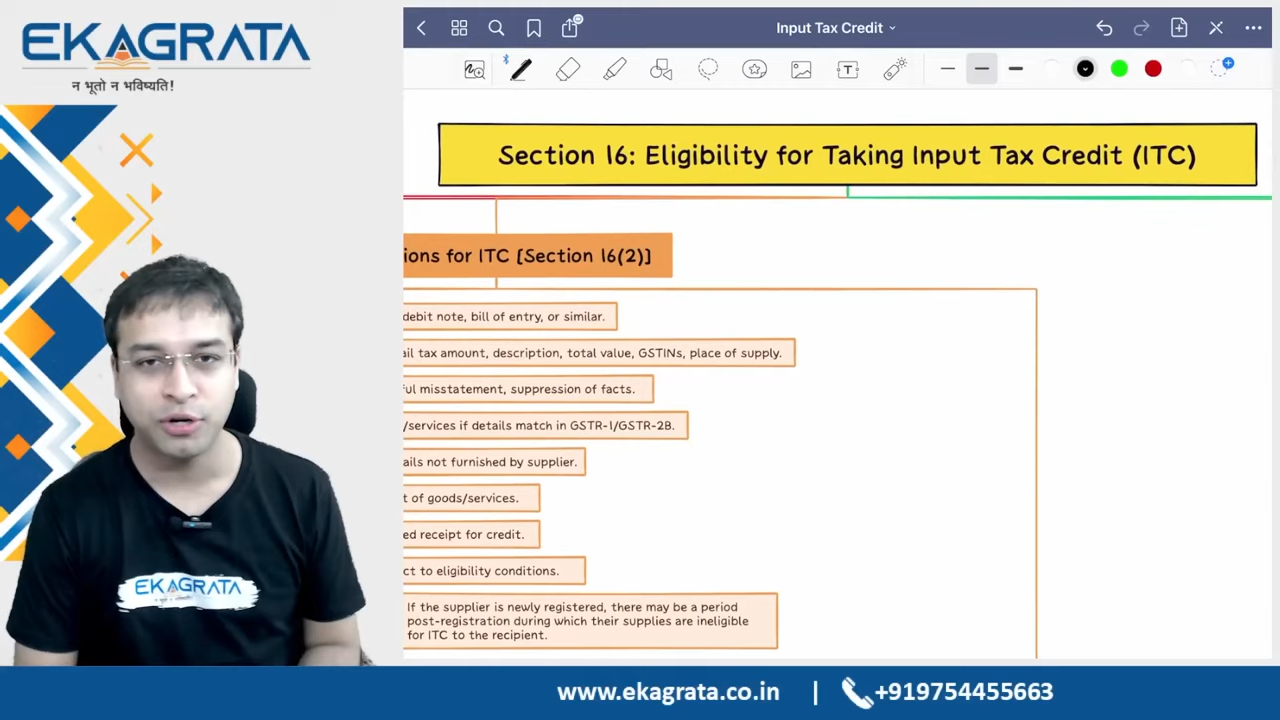 EKAGRATA
न भूतो न भविष्यति!
Input Tax Credit
T
Section 16: Eligibility for Taking Input Tax Credit (ITC)
ions for ITC [Section 16(2)]
debit note, bill of entry, or similar.
ail tax amount, description, total value, GSTINs, place of supply.
ful misstatement, suppression of facts.
/services if details match in GSTR-1/GSTR-2B.
ails not furnished by supplier.
t of goods/services.
ed receipt for credit.
ct to eligibility conditions.
If the supplier is newly registered, there may be a period
post-registration during which their supplies are ineligible
for ITC to the recipient.
EKAGRATA
www.ekagrata.co.in | +919754455663